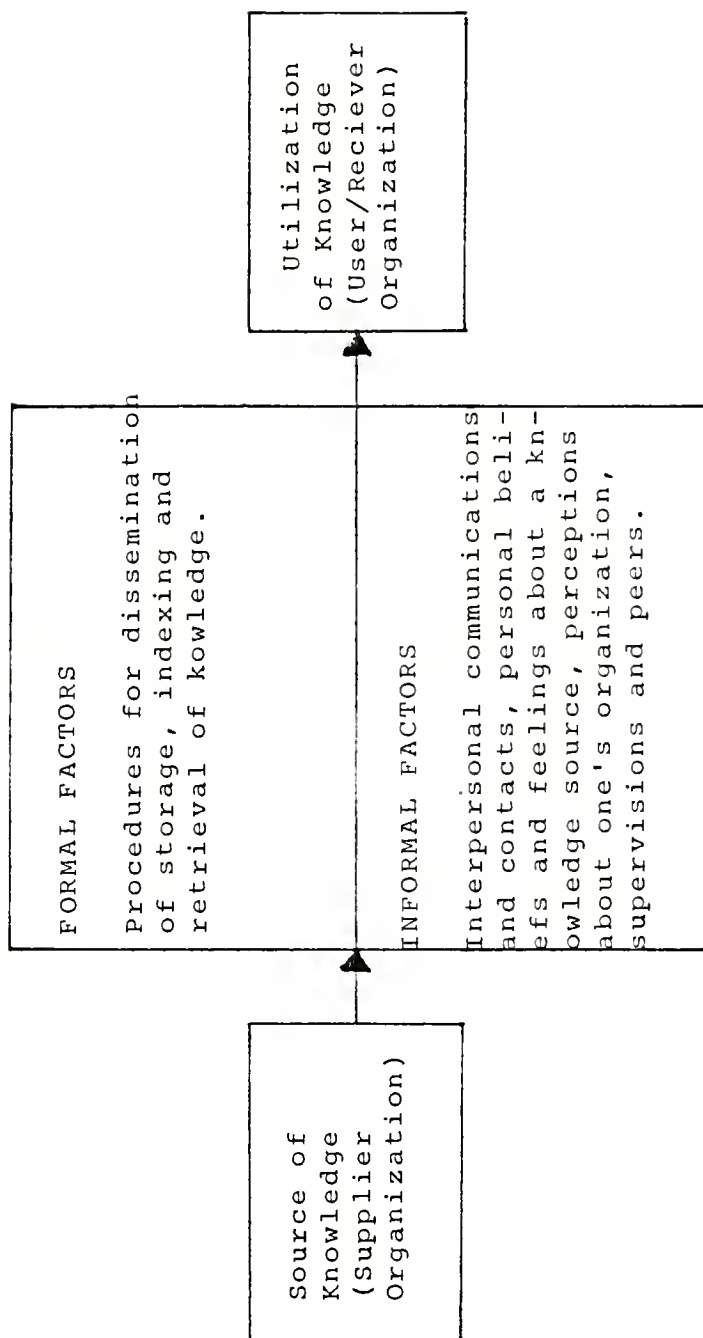 Source of
Knowledge
(Supplier
Organization)
FORMAL FACTORS
Procedures for dissemination
of storage, indexing and
retrieval of kowledge.
INFORMAL FACTORS
Interpersonal communications
and contacts, personal beli-
efs and feelings about a kn-
owledge source, perceptions
about one's organization,
supervisions and peers.
Utilization
of Knowledge
(User/Reciever
Organization)